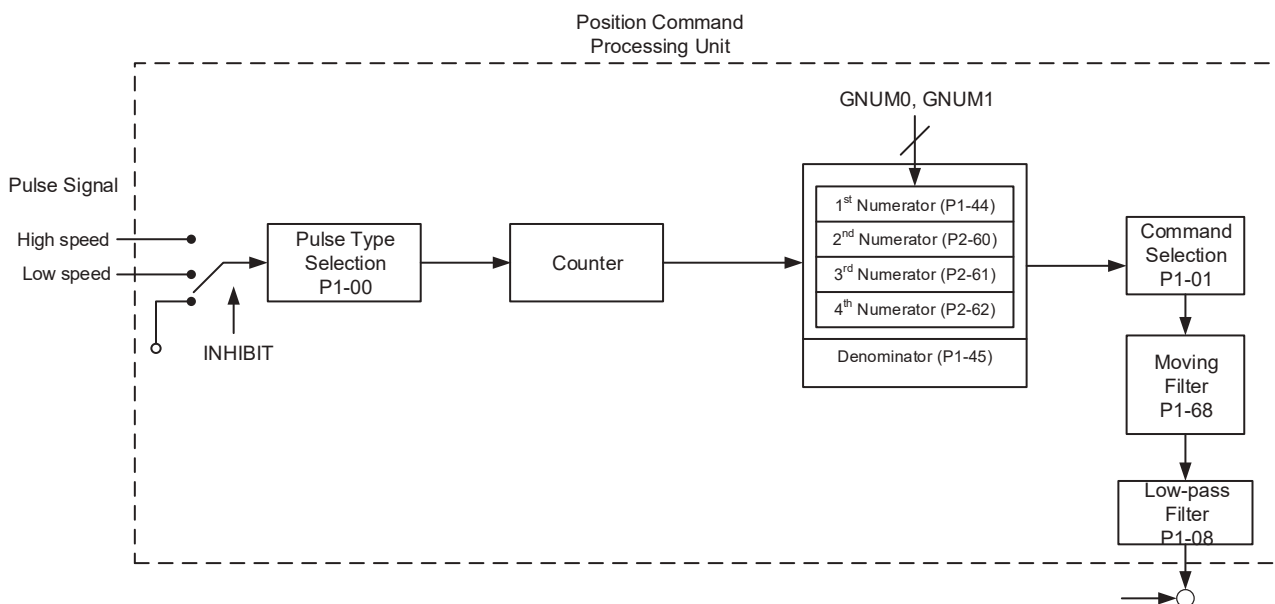 Position Command
Processing Unit
GNUM0, GNUM1
Pulse Signal
High speed
Low speed
INHIBIT
Pulse Type
Selection
P1-00
Counter
1st Numerator (P1-44)
2nd Numerator (P2-60)
3rd Numerator (P2-61)
4th Numerator (P2-62)
Denominator (P1-45)
Command
Selection
P1-01
Moving
Filter
P1-68
Low-pass
Filter
P1-08